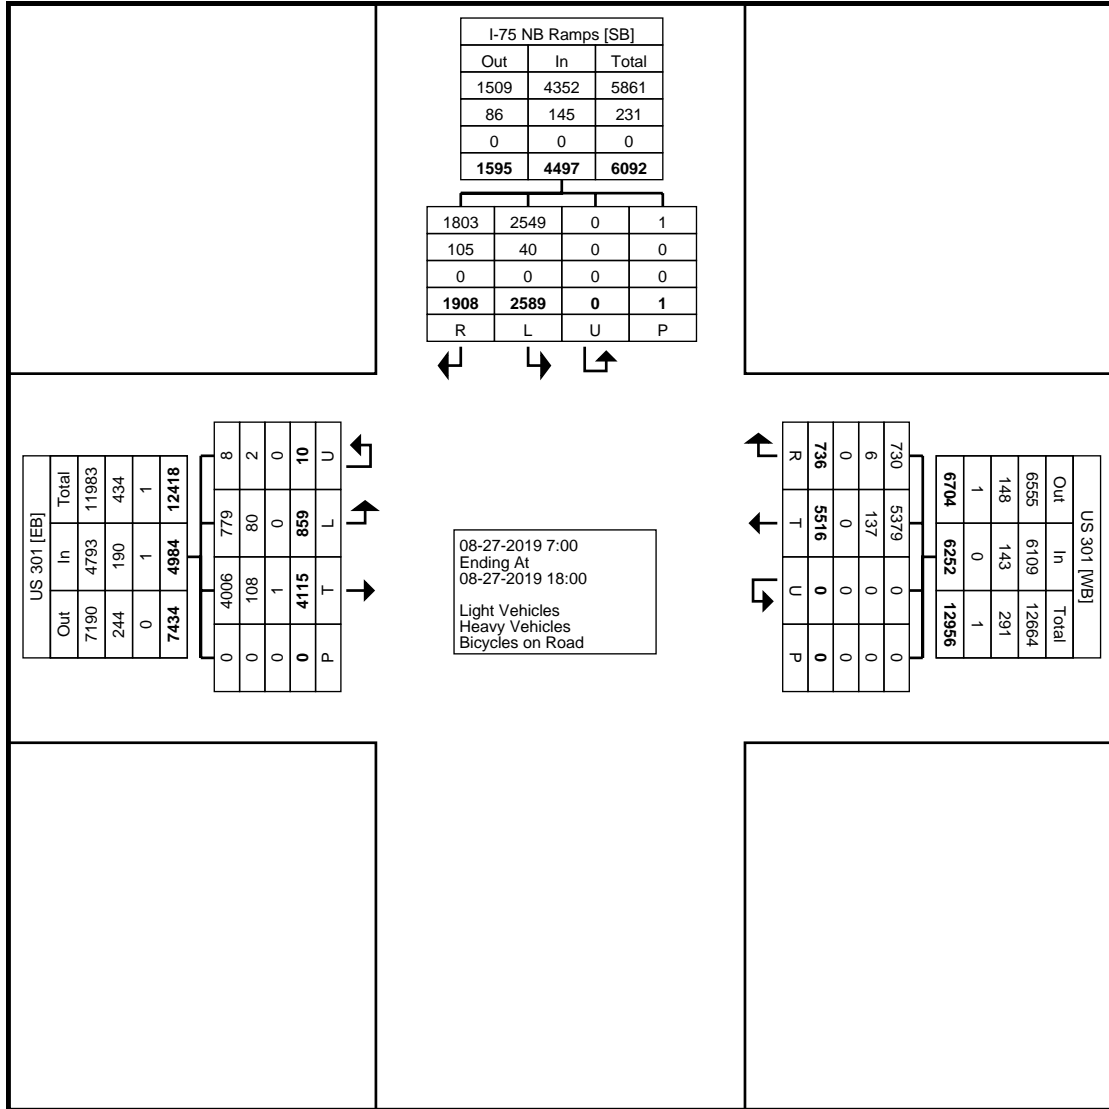 I-75 NB Ramps [SB]
Out In Total
1509 4352 5861
86 145 231
0 0 0
1595 4497 6092
1803 2549 0 1
105 40 0 0
0 0 0 0
1908 2589 0 1
R L U P
US 301 [EB]
Total In Out
11983 4793 7190
434 190 244
1 1 0
12418 4984 7434
8 779 4006 0
2 80 108 0
0 0 1 0
10 859 4115 0
U L T P
08-27-2019 7:00
Ending At
08-27-2019 18:00
Light Vehicles
Heavy Vehicles
Bicycles on Road
R T U P
736 5516 0 0
0 0 0 0
6 137 0 0
730 5379 0 0
US 301 [WB]
Out In Total
6555 6109 12664
148 143 291
1 0 1
6704 6252 12956